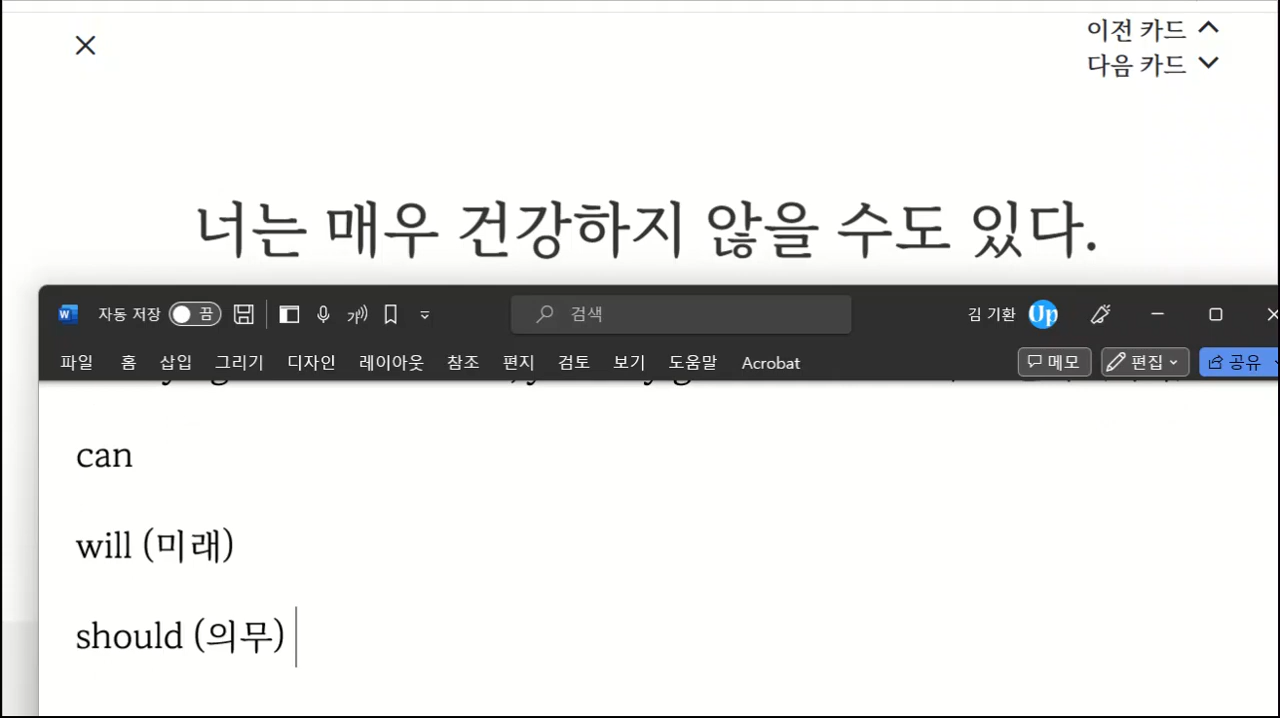 이전 카드
다음 카드
너는 매우 건강하지 않을 수도 있다.
자동 저장 끔 가 검색 김 기환 Up
파일 홈 삽입 그리기 디자인 레이아웃 참조 편지 검토 보기 도움말 Acrobat 메모 편집 공유
can
will (미래)
should (의무)